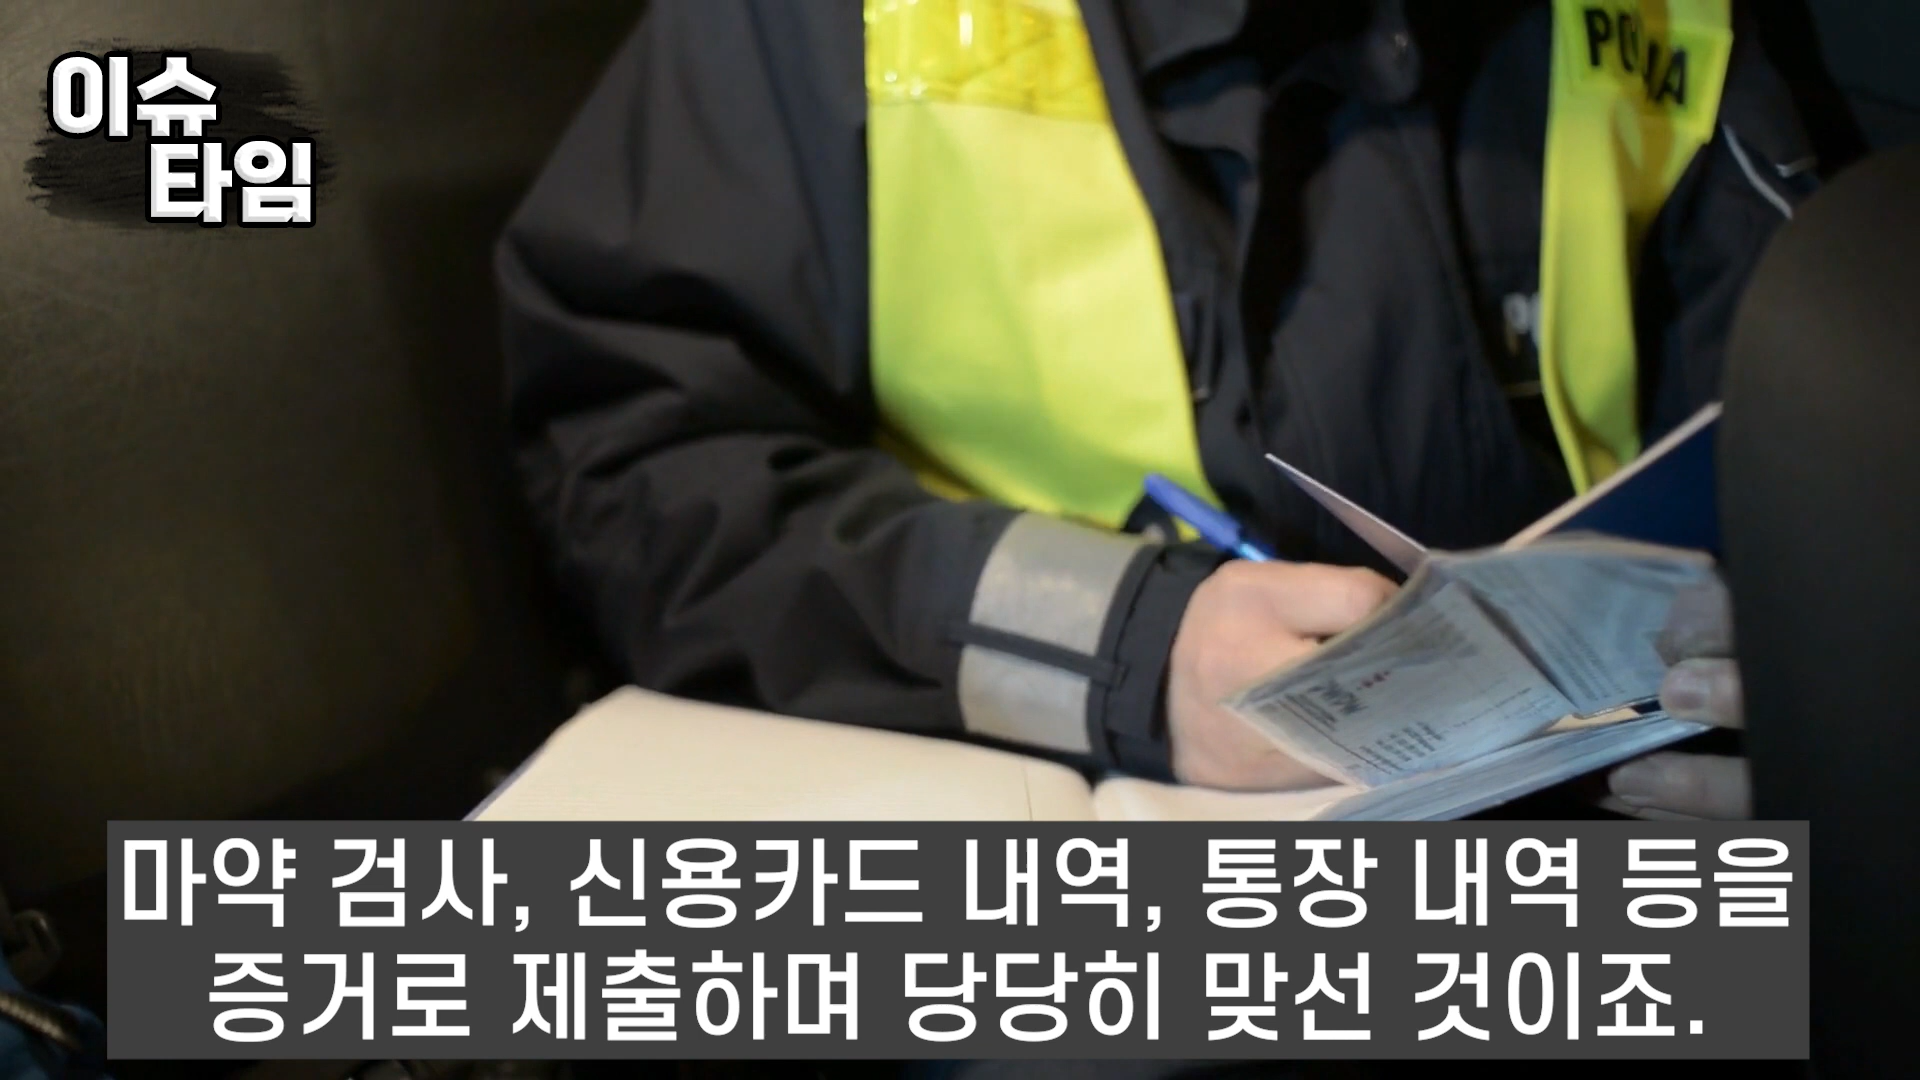 이슈
타임
마약 검사, 신용카드 내역, 통장 내역 등을
증거로 제출하며 당당히 맞선 것이죠.